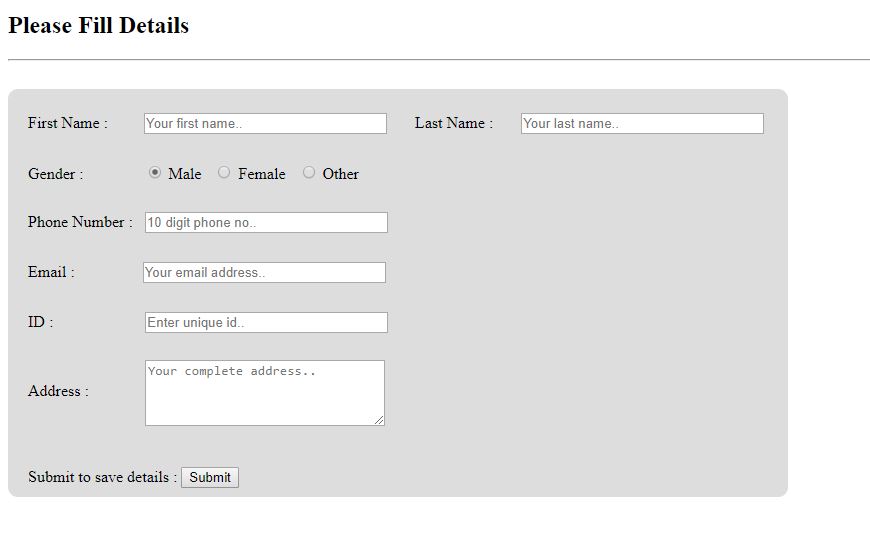 Please Fill Details
First Name : Your first name.. Last Name : Your last name..
Gender : Male Female Other
Phone Number : 10 digit phone no..
Email : Your email address..
ID : Enter unique id..
Address : Your complete address..
Submit to save details : Submit